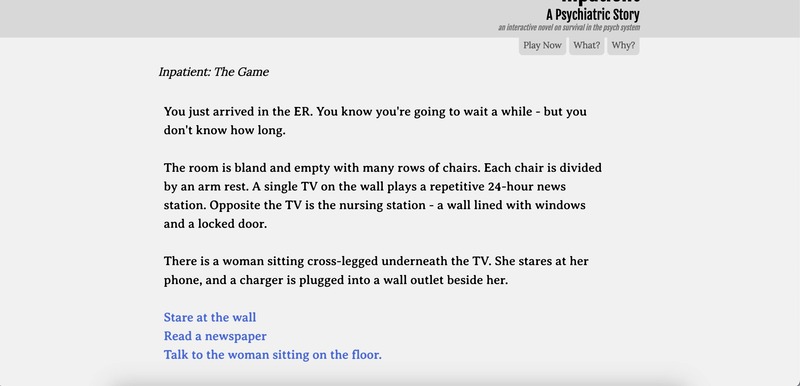 A Psychiatric Story
an interactive novel on survival in the psych system
Play Now What? Why?
Inpatient: The Game
You just arrived in the ER. You know you're going to wait a while - but you
don't know how long.
The room is bland and empty with many rows of chairs. Each chair is divided
by an arm rest. A single TV on the wall plays a repetitive 24-hour news
station. Opposite the TV is the nursing station - a wall lined with windows
and a locked door.
There is a woman sitting cross-legged underneath the TV. She stares at her
phone, and a charger is plugged into a wall outlet beside her.
Stare at the wall
Read a newspaper
Talk to the woman sitting on the floor.